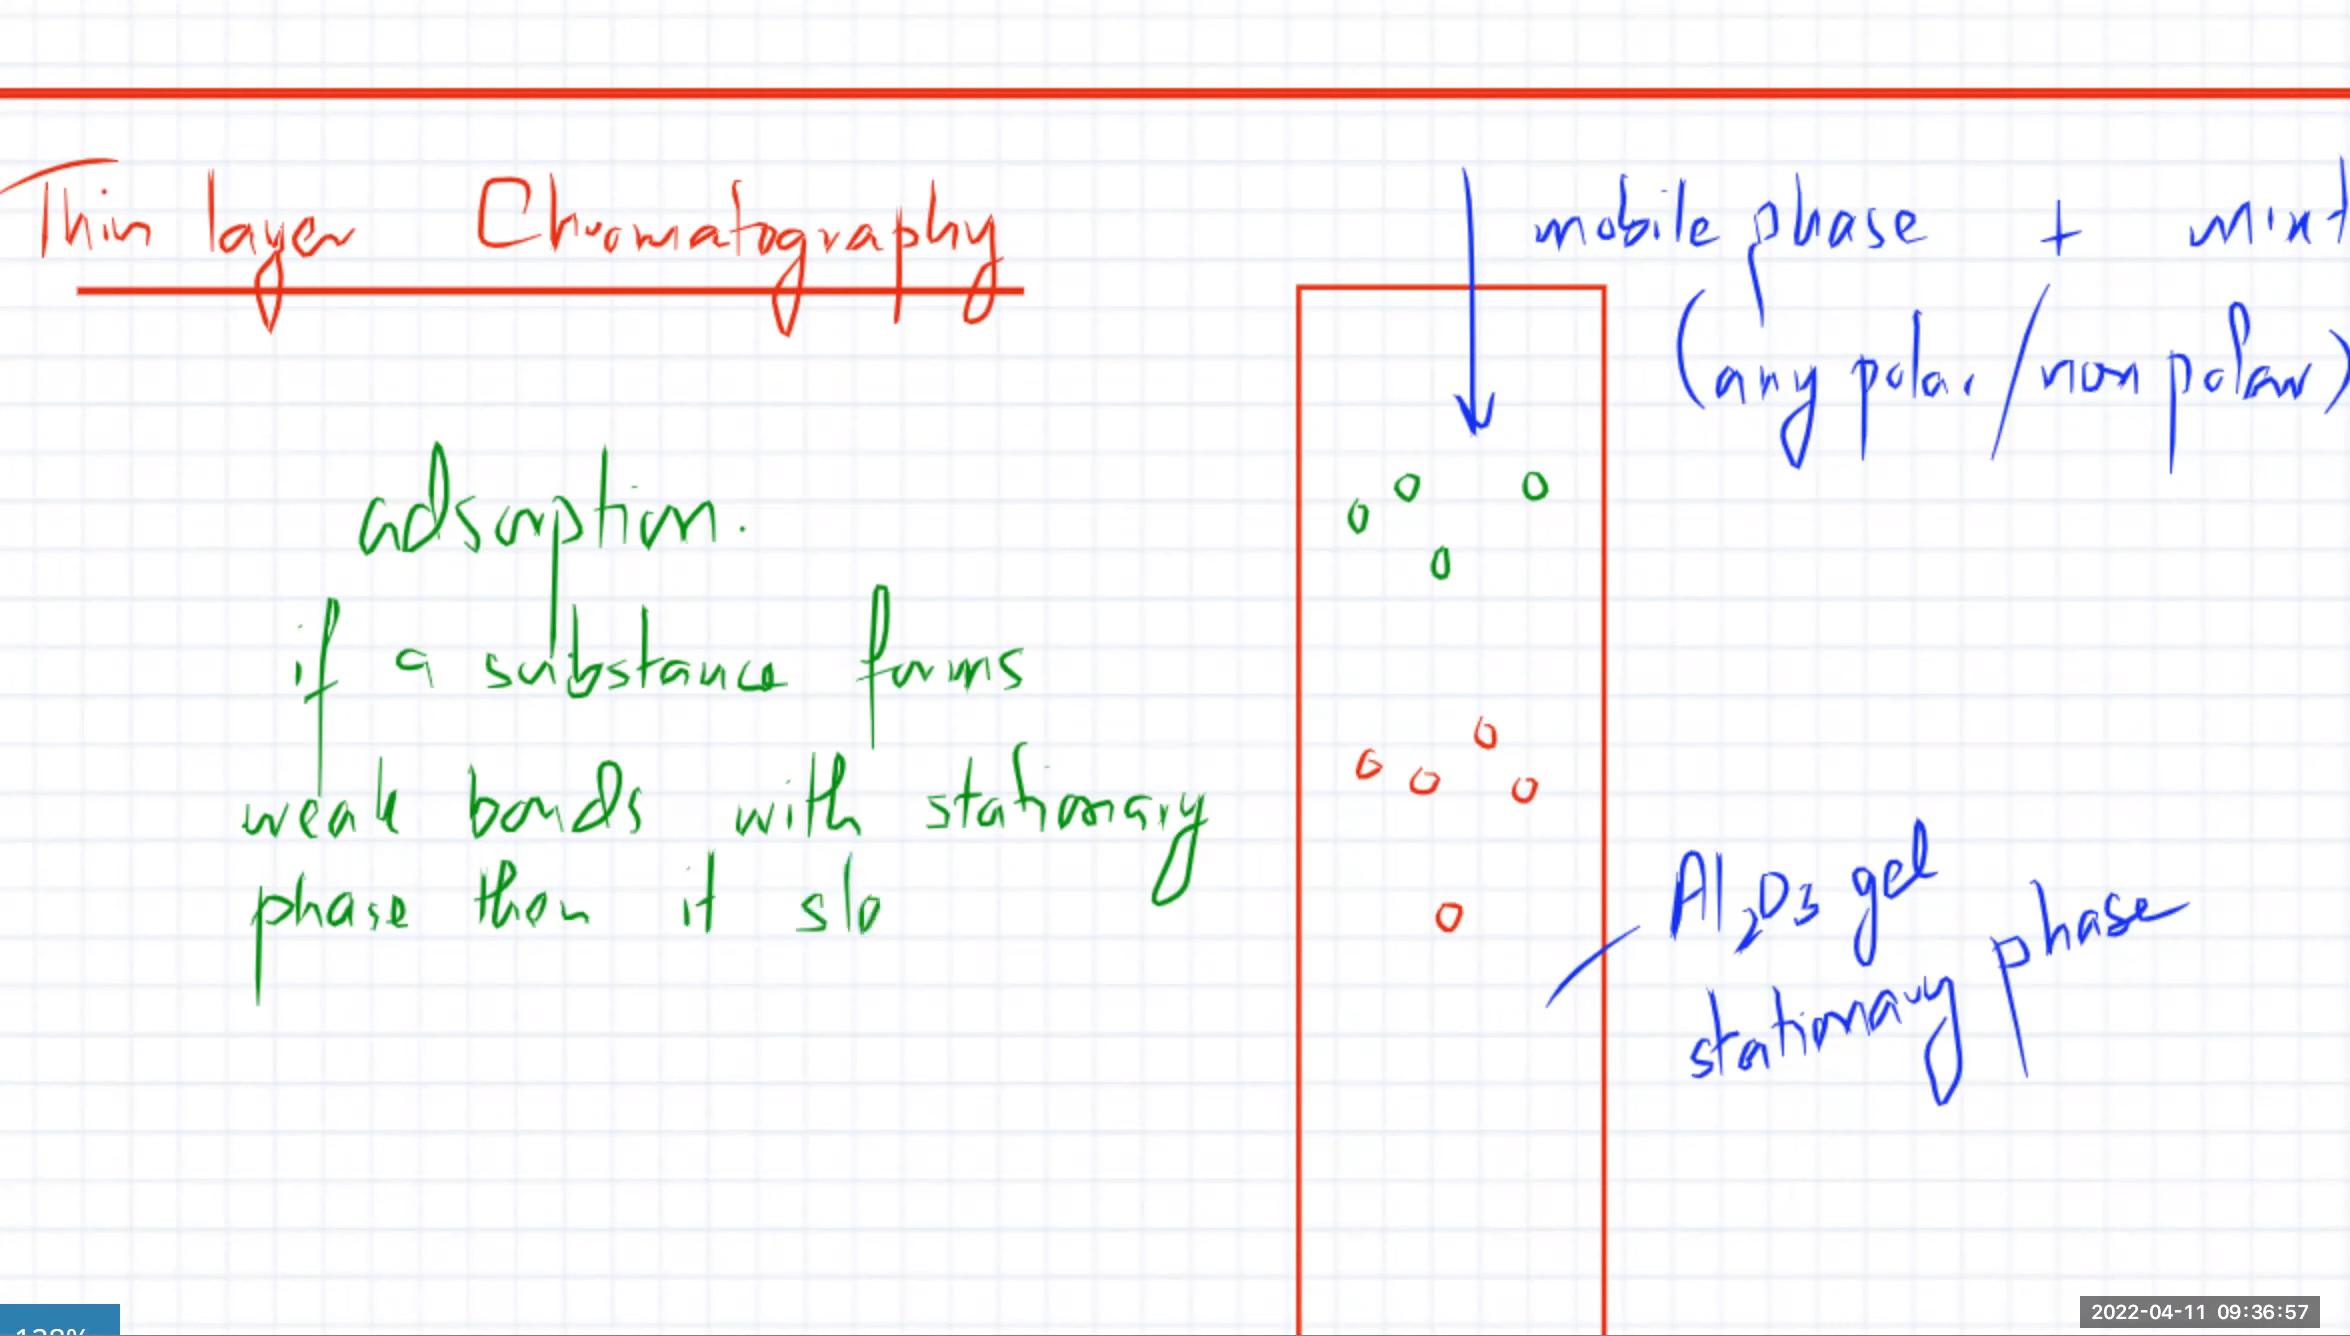 Thin layer Chromatography
mobile phase + mixt
(any polar/non polar)
adsorption.
if a substance forms
weak bonds with stationary
phase then it slo
Al2O3 gel
stationary phase
2022-04-11 09:36:57